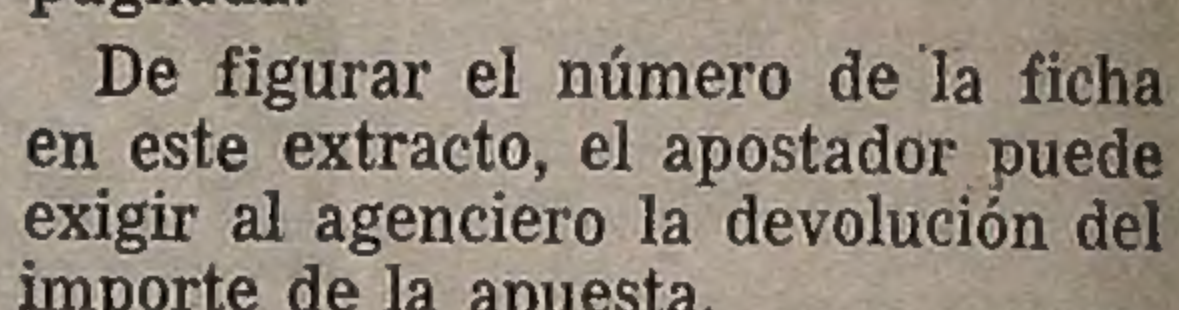 De figurar el número de la ficha
en este extracto, el apostador puede
exigir al agenciero la devolución del
importe de la apuesta.